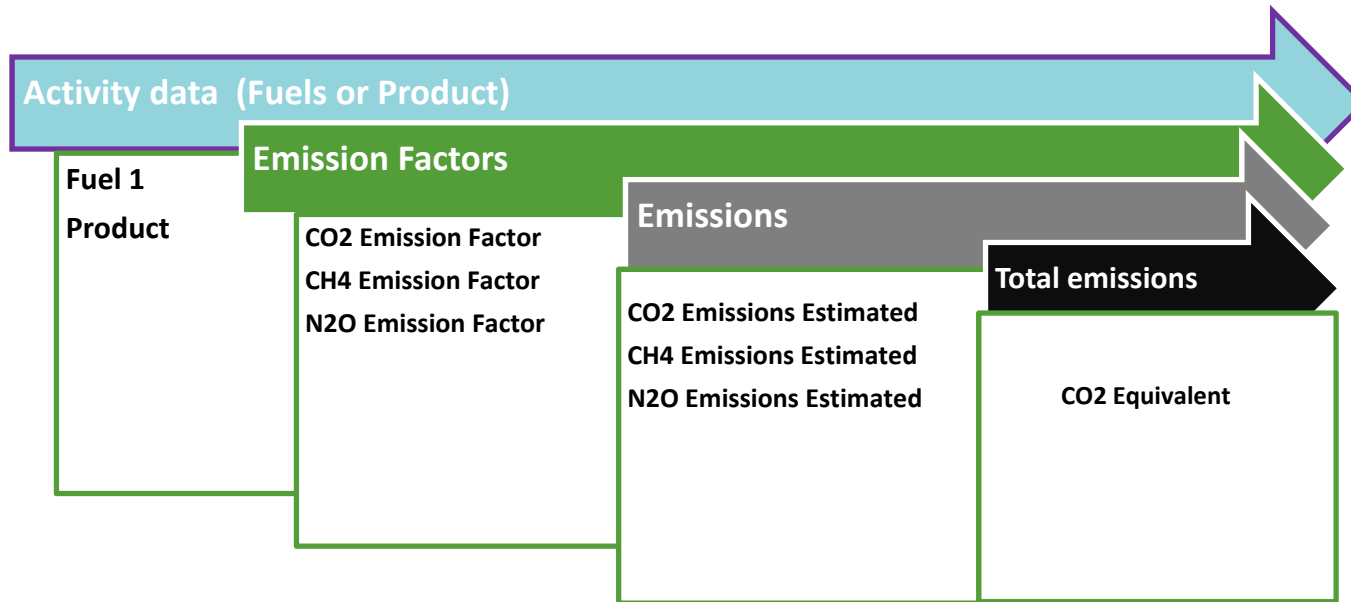 Activity data  (Fuels or Product)
Emission Factors
Fuel 1
Product
Emissions
CO2 Emission Factor
CH4 Emission Factor
N2O Emission Factor
Total emissions
CO2 Emissions Estimated
CH4 Emissions Estimated
N2O Emissions Estimated
CO2 Equivalent